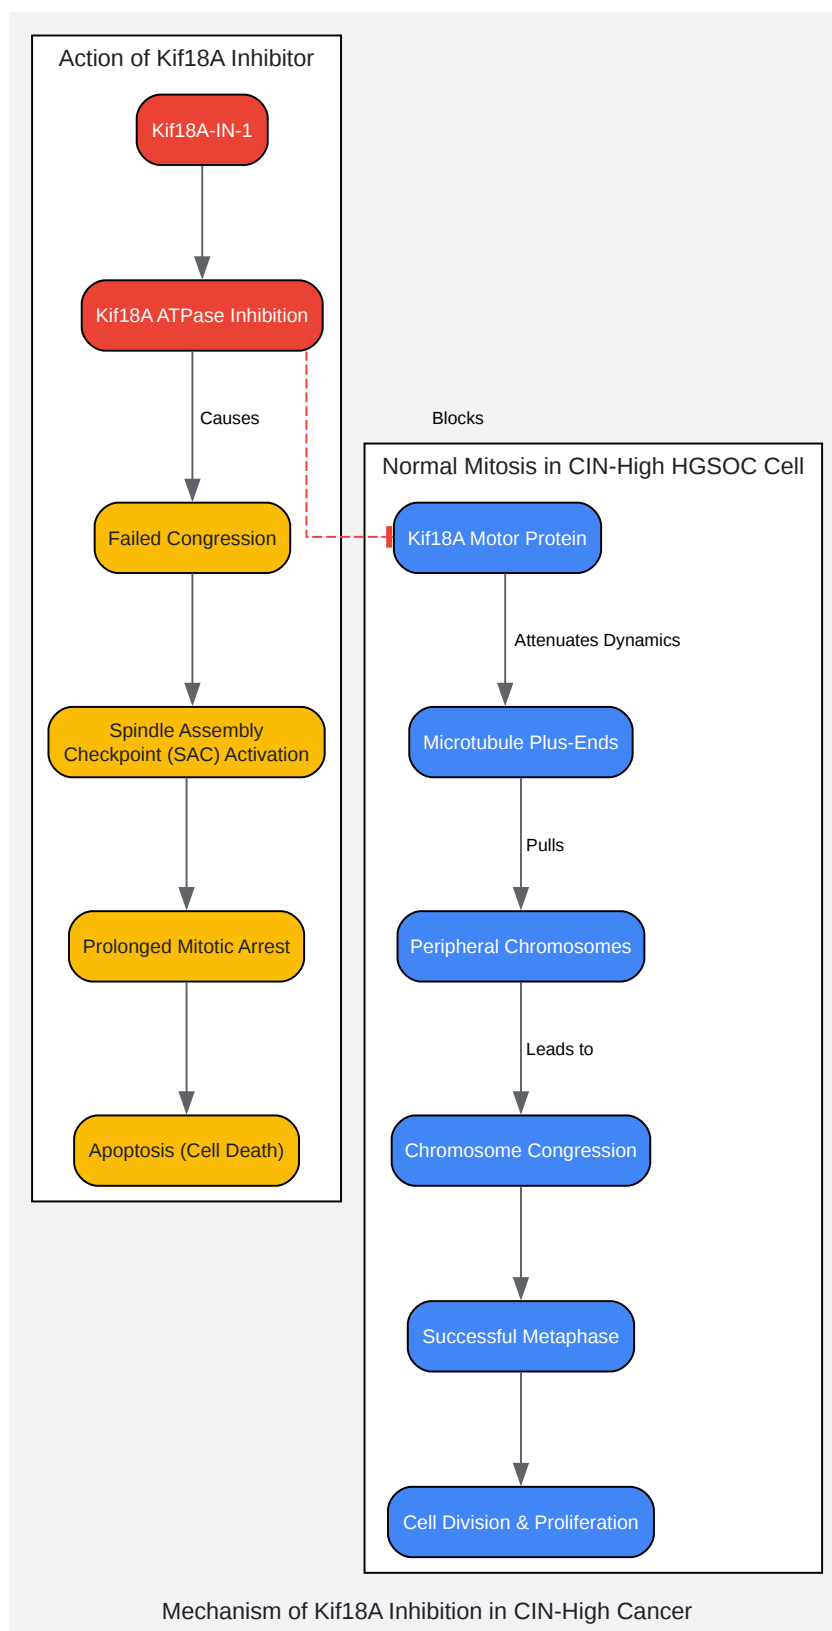 Action of Kif18A Inhibitor
Kif18A-IN-1
Kif18A ATPase Inhibition
Causes
Failed Congression
Spindle Assembly
Checkpoint (SAC) Activation
Prolonged Mitotic Arrest
Apoptosis (Cell Death)
Blocks
Normal Mitosis in CIN-High HGSOC Cell
Kif18A Motor Protein
Attenuates Dynamics
Microtubule Plus-Ends
Pulls
Peripheral Chromosomes
Leads to
Chromosome Congression
Successful Metaphase
Cell Division & Proliferation
Mechanism of Kif18A Inhibition in CIN-High Cancer